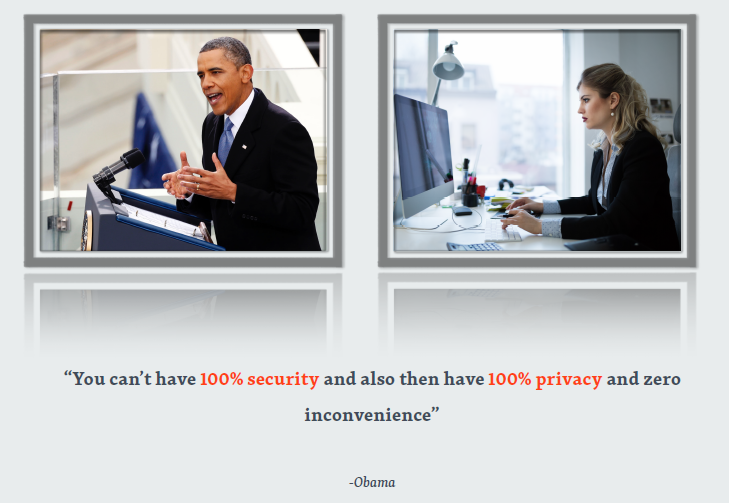 “You can’t have 100% security and also then have 100% privacy and zero
inconvenience”
-Obama